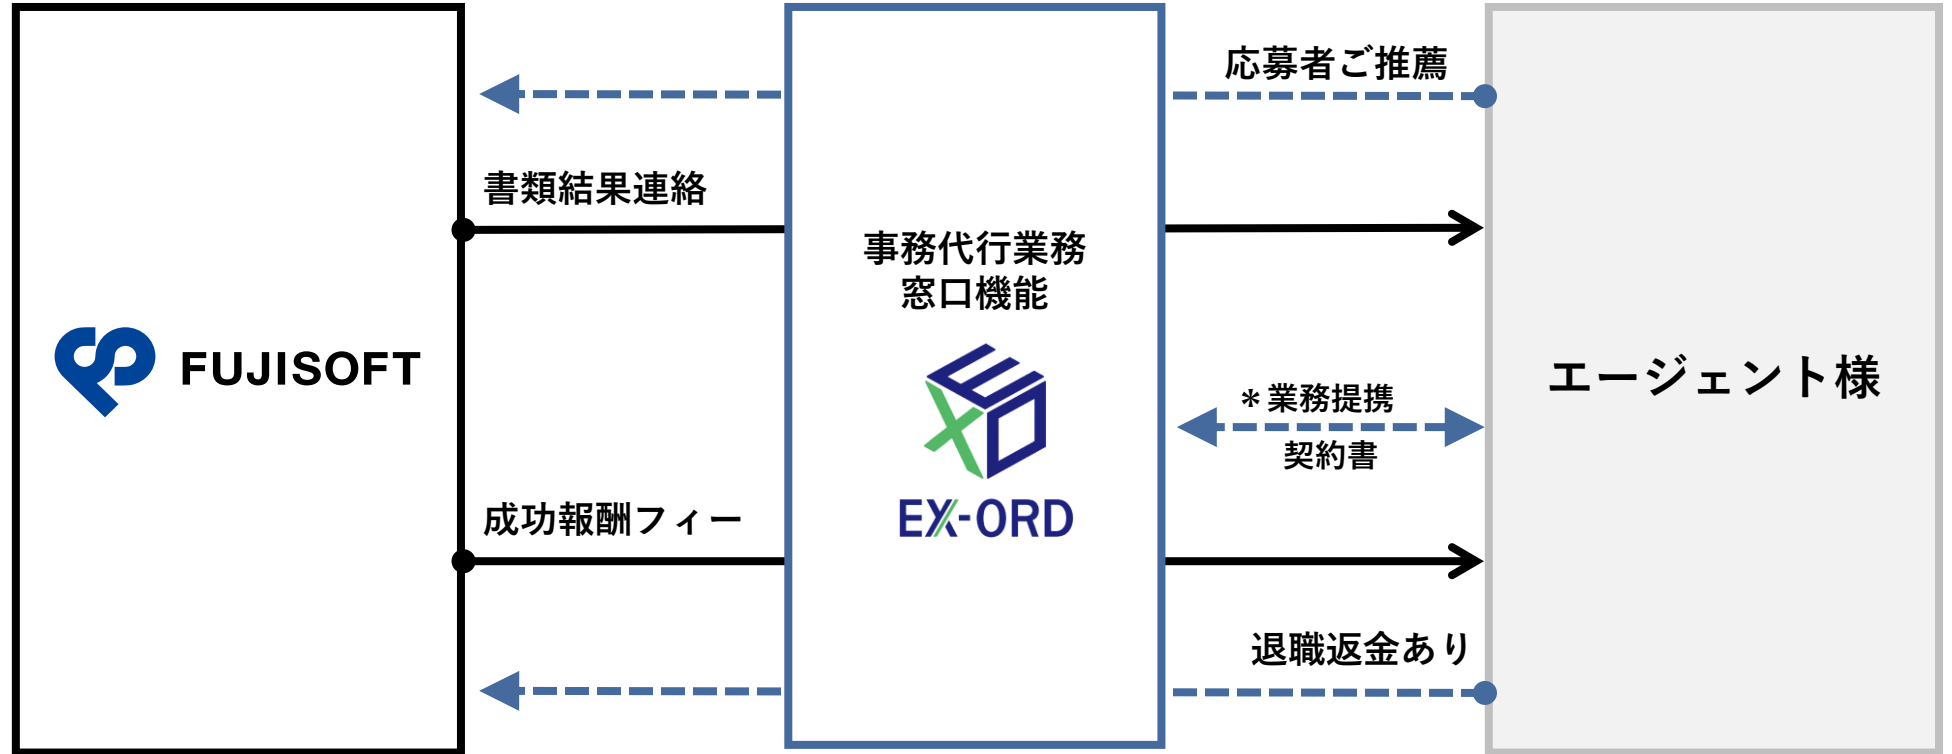 応募者ご推薦
書類結果連絡
事務代行業務
窓口機能
FUJISOFT
エージェント様
*業務提携
契約書
EX-ORD
成功報酬フィー
退職返金あり